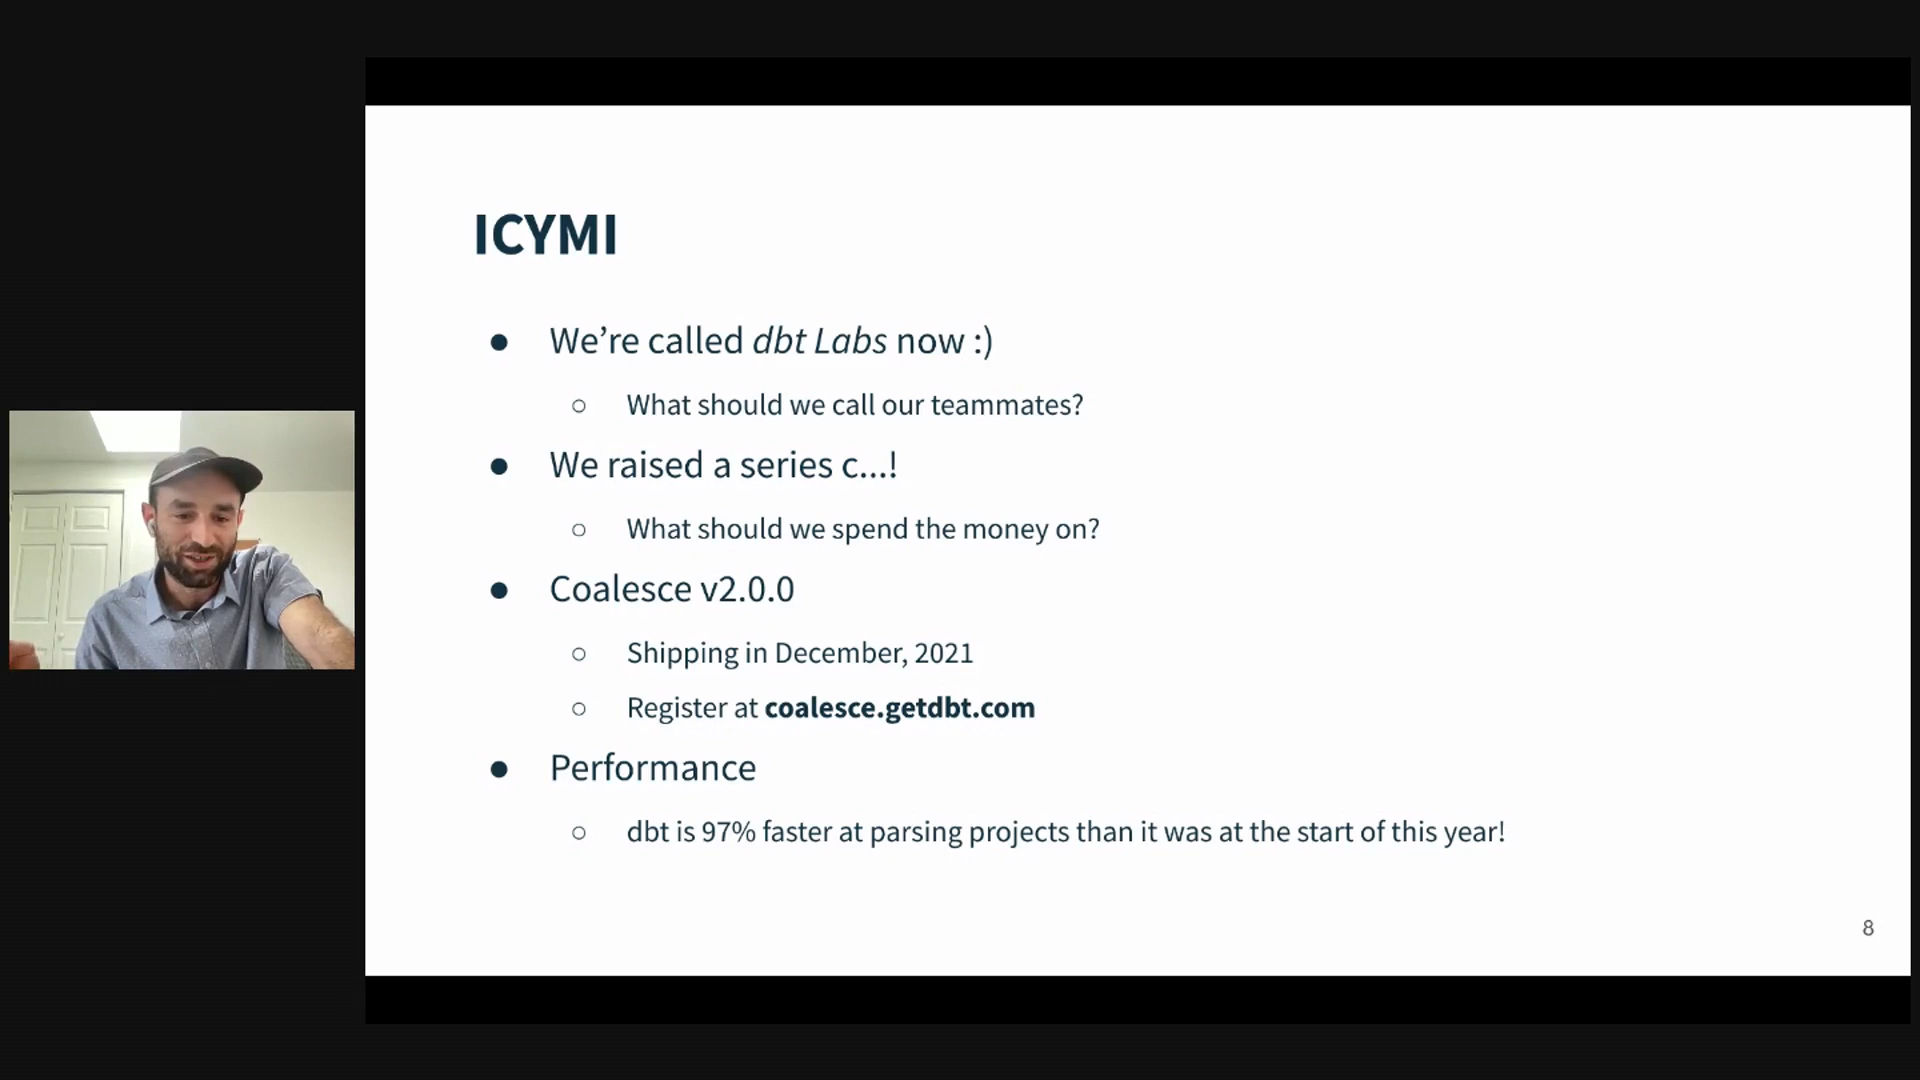 ICYMI
● We’re called dbt Labs now :)
○ What should we call our teammates?
● We raised a series c...!
○ What should we spend the money on?
● Coalesce v2.0.0
○ Shipping in December, 2021
○ Register at coalesce.getdbt.com
● Performance
○ dbt is 97% faster at parsing projects than it was at the start of this year!
8